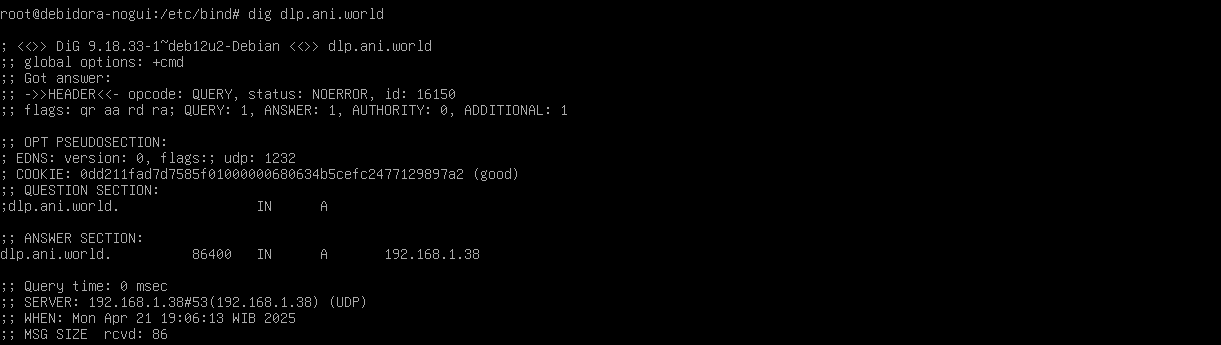 root@debidora-nogui:/etc/bind# dig dlp.ani.world
; <<>> DiG 9.18.33-1~deb12u2-Debian <<>> dlp.ani.world
;; global options: +cmd
;; Got answer:
;; ->>HEADER<<- opcode: QUERY, status: NOERROR, id: 16150
;; flags: qr aa rd ra; QUERY: 1, ANSWER: 1, AUTHORITY: 0, ADDITIONAL: 1
;; OPT PSEUDOSECTION:
; EDNS: version: 0, flags:; udp: 1232
; COOKIE: 0dd211fad7d7585f01000000680634b5cefc2477129897a2 (good)
;; QUESTION SECTION:
;dlp.ani.world. IN A
;; ANSWER SECTION:
dlp.ani.world. 86400 IN A 192.168.1.38
;; Query time: 0 msec
;; SERVER: 192.168.1.38#53(192.168.1.38) (UDP)
;; WHEN: Mon Apr 21 19:06:13 WIB 2025
;; MSG SIZE rcvd: 86